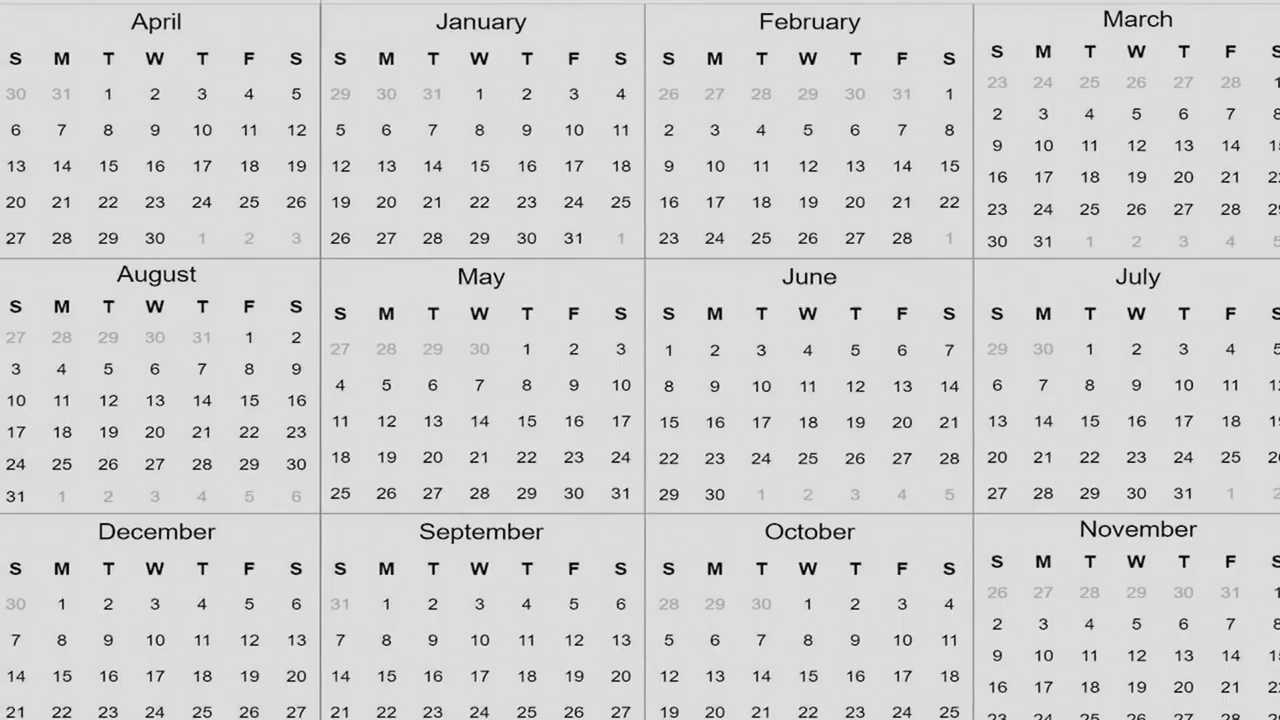 April
S M T W T F S
30 31 1 2 3 4 5
6 7 8 9 10 11 12
13 14 15 16 17 18 19
20 21 22 23 24 25 26
27 28 29 30 1 2 3
January
S M T W T F S
29 30 31 1 2 3 4
5 6 7 8 9 10 11
12 13 14 15 16 17 18
19 20 21 22 23 24 25
26 27 28 29 30 31 1
February
S M T W T F S
26 27 28 29 30 31 1
2 3 4 5 6 7 8
9 10 11 12 13 14 15
16 17 18 19 20 21 22
23 24 25 26 27 28 1
March
S M T W T F S
23 24 25 26 27 28 1
2 3 4 5 6 7 8
9 10 11 12 13 14
16 17 18 19 20 21
23 24 25 26 27 28
30 31 1 2 3 4 5
August
S M T W T F S
27 28 29 30 31 1 2
3 4 5 6 7 8 9
10 11 12 13 14 15 16
17 18 19 20 21 22 23
24 25 26 27 28 29 30
31 1 2 3 4 5 6
May
S M T W T F S
27 28 29 30 1 2 3
4 5 6 7 8 9 10
11 12 13 14 15 16 17
18 19 20 21 22 23 24
25 26 27 28 29 30 31
June
S M T W T F S
1 2 3 4 5 6 7
8 9 10 11 12 13 14
15 16 17 18 19 20 21
22 23 24 25 26 27 28
29 30 1 2 3 4 5
July
S M T W T F S
29 30 1 2 3 4 5
6 7 8 9 10 11
13 14 15 16 17 18
20 21 22 23 24 25
27 28 29 30 31 1 2
December
S M T W T F S
30 1 2 3 4 5 6
7 8 9 10 11 12 13
14 15 16 17 18 19 20
21 22 23 24 25 26 27
September
S M T W T F S
31 1 2 3 4 5 6
7 8 9 10 11 12 13
14 15 16 17 18 19 20
21 22 23 24 25 26 27
October
S M T W T F S
28 29 30 1 2 3 4
5 6 7 8 9 10 11
12 13 14 15 16 17 18
19 20 21 22 23 24 25
November
S M T W T F S
26 27 28 29 30 31 1
2 3 4 5 6 7 8
9 10 11 12 13 14
16 17 18 19 20 21